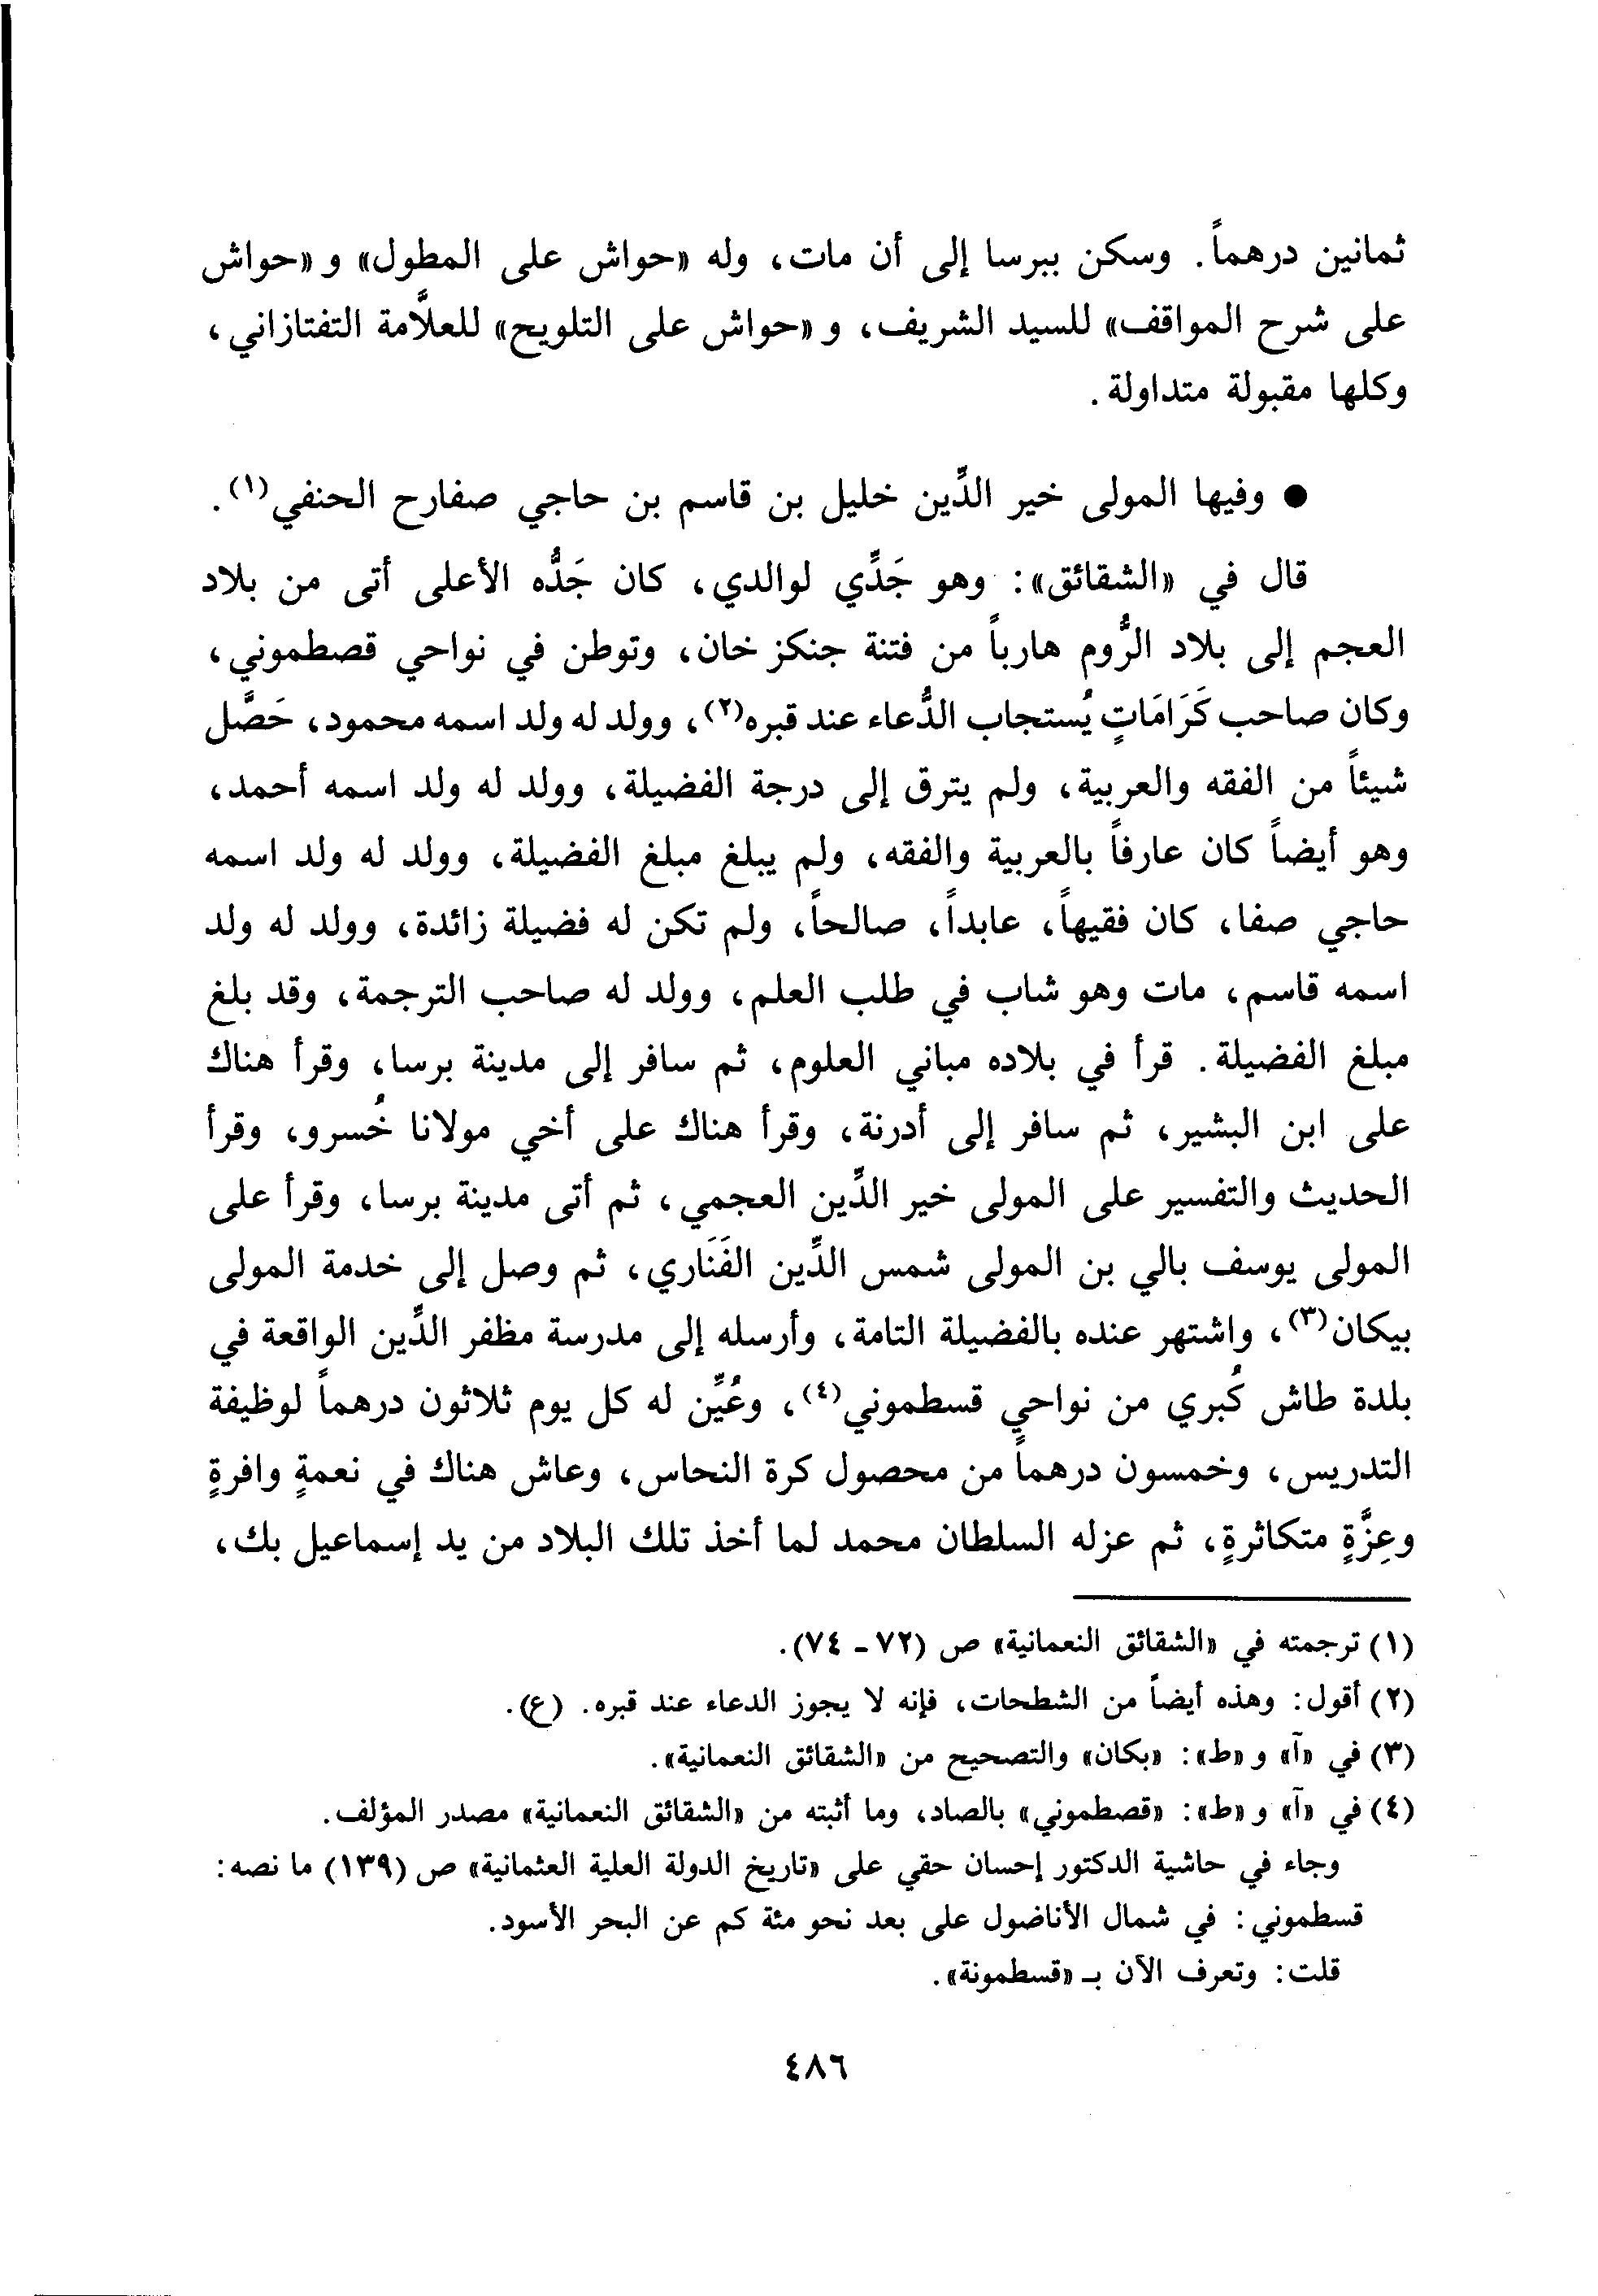 ثمانين درهماً. وسكن ببرسا إلى أن مات، وله «حواش على المطول» و «حواش
على شرح المواقف» للسيد الشريف، و «حواش على التلويح» للعلَّامة التفتازاني،
وكلها مقبولة متداولة.
● وفيها المولى خير الدِّين خليل بن قاسم بن حاجي صفارح الحنفي(١).
قال في «الشقائق»: وهو جَدِّي لوالدي، كان جَدُّه الأعلى أتى من بلاد
العجم إلى بلاد الرُّوم هارباً من فتنة جنكز خان، وتوطن في نواحي قصطموني،
وكان صاحب كَرَامَاتٍ يُستجاب الدُّعاء عند قبره(٢)، وولد له ولد اسمه محمود، حَصَّل
شيئاً من الفقه والعربية، ولم يترق إلى درجة الفضيلة، وولد له ولد اسمه أحمد،
وهو أيضاً كان عارفاً بالعربية والفقه، ولم يبلغ مبلغ الفضيلة، وولد له ولد اسمه
حاجي صفا، كان فقيهاً، عابداً، صالحاً، ولم تكن له فضيلة زائدة، وولد له ولد
اسمه قاسم، مات وهو شاب في طلب العلم، وولد له صاحب الترجمة، وقد بلغ
مبلغ الفضيلة. قرأ في بلاده مباني العلوم، ثم سافر إلى مدينة برسا، وقرأ هناك
على ابن البشير، ثم سافر إلى أدرنة، وقرأ هناك على أخي مولانا خُسرو، وقرأ
الحديث والتفسير على المولى خير الدِّين العجمي، ثم أتى مدينة برسا، وقرأ على
المولى يوسف بالي بن المولى شمس الدِّين الفَنَاري، ثم وصل إلى خدمة المولى
بيكان(٣)، واشتهر عنده بالفضيلة التامة، وأرسله إلى مدرسة مظفر الدِّين الواقعة في
بلدة طاش كُبري من نواحي قسطموني(٤)، وعُيِّن له كل يوم ثلاثون درهماً لوظيفة
التدريس، وخمسون درهماً من محصول كرة النحاس، وعاش هناك في نعمةٍ وافرةٍ
وعِزَّةٍ متكاثرةٍ، ثم عزله السلطان محمد لما أخذ تلك البلاد من يد إسماعيل بك،
(١) ترجمته في «الشقائق النعمانية» ص (٧٢ - ٧٤).
(٢) أقول: وهذه أيضاً من الشطحات، فإنه لا يجوز الدعاء عند قبره. (ع).
(٣) في «آ» و «ط»: «بكان» والتصحيح من «الشقائق النعمانية».
(٤) في «آ» و «ط»: «قصطموني» بالصاد، وما أثبته من «الشقائق النعمانية» مصدر المؤلف.
وجاء في حاشية الدكتور إحسان حقي على «تاريخ الدولة العلية العثمانية» ص (١٣٩) ما نصه:
قسطموني: في شمال الأناضول على بعد نحو مئة كم عن البحر الأسود.
قلت: وتعرف الآن بـ «قسطمونة».
٤٨٦